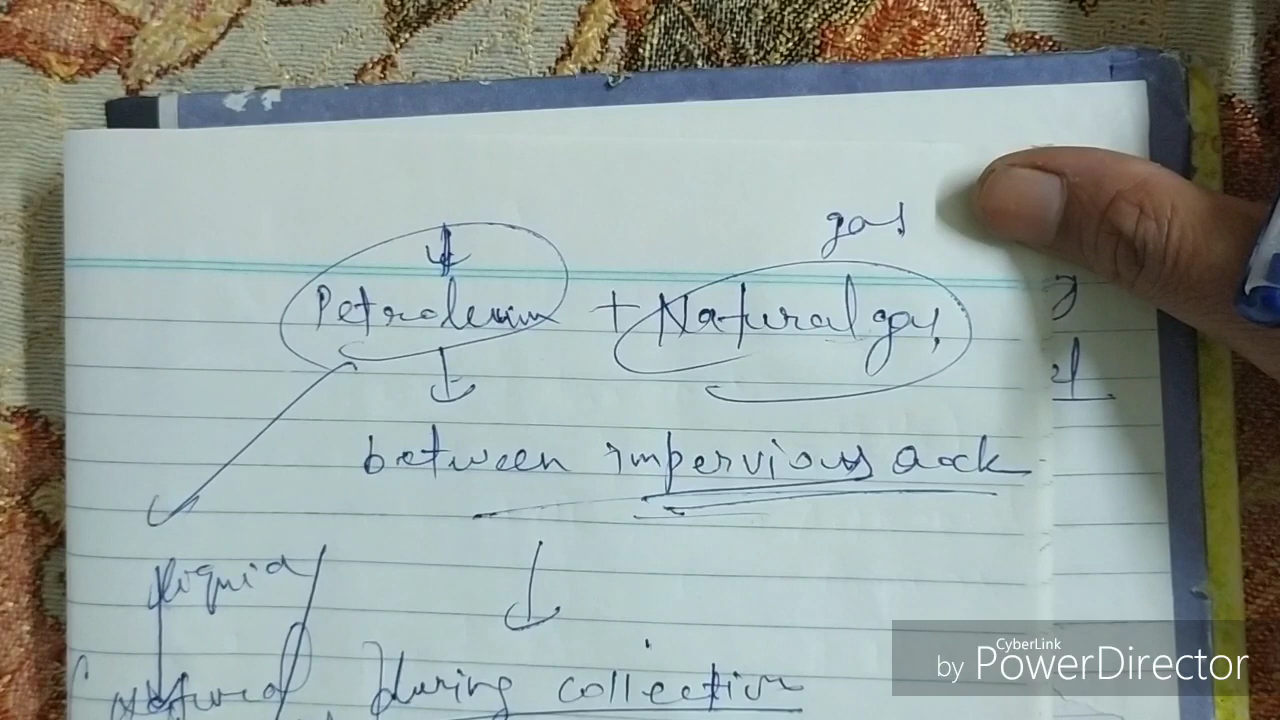 gas
Petroleum + Natural gas,
between impervious rock
liquid
during collection
CyberLink
by PowerDirector